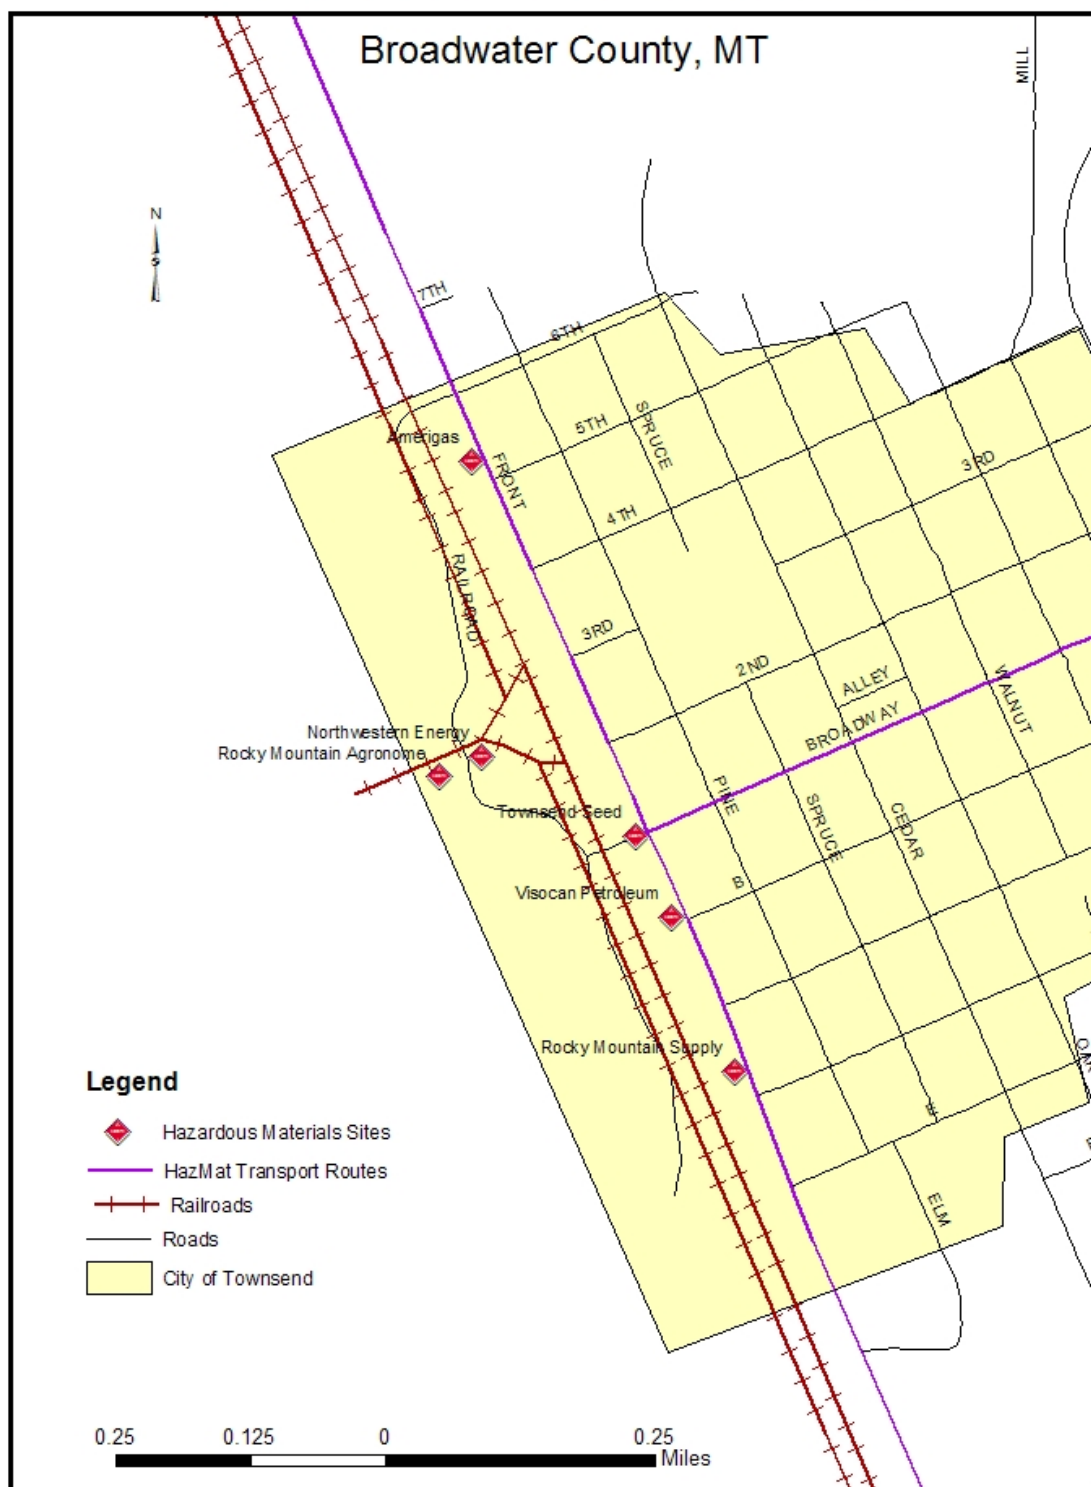 Broadwater County, MT
MILL
N
S
7TH
6TH
SPRUCE
5TH
Amerigas
FRONT
3RD
4TH
RAILROAD
3RD
2ND
ALLEY
WALNUT
BROADWAY
Northwestern Energy
Rocky Mountain Agronome
PINE
SPRUCE
CEDAR
Townsend Seed
Visocan Petroleum
B
Rocky Mountain Supply
OAK
E
ELM
Legend
Hazardous Materials Sites
HazMat Transport Routes
Railroads
Roads
City of Townsend
0.25 0.125 0 0.25
Miles